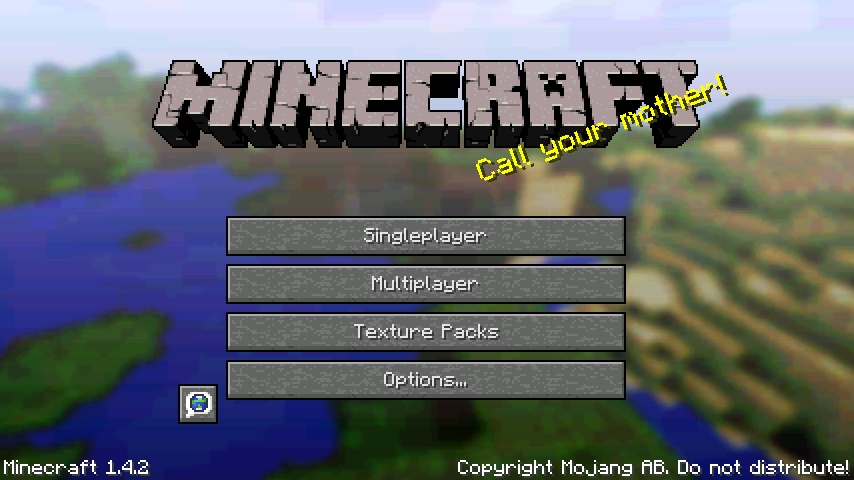 MINECRAFT
Call your mother!
Singleplayer
Multiplayer
Texture Packs
Options...
Minecraft 1.4.2
Copyright Mojang AB. Do not distribute!